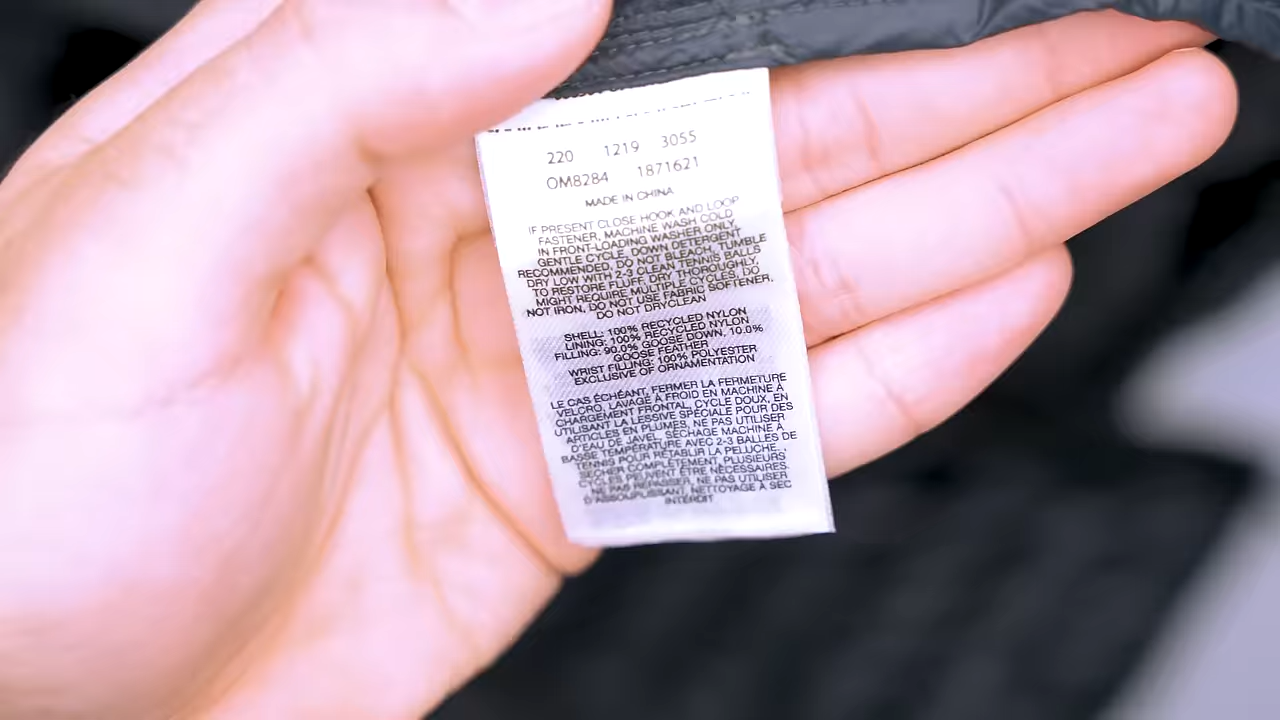 220 1219 3055
OM8284 1871621
MADE IN CHINA
IF PRESENT CLOSE HOOK AND LOOP
FASTENER, MACHINE WASH COLD
IN FRONT-LOADING WASHER ONLY,
GENTLE CYCLE, DOWN DETERGENT
RECOMMENDED, DO NOT BLEACH, TUMBLE
DRY LOW WITH 2-3 CLEAN TENNIS BALLS
TO RESTORE FLUFF, DRY THOROUGHLY,
MIGHT REQUIRE MULTIPLE CYCLES, DO
NOT IRON, DO NOT USE FABRIC SOFTENER,
DO NOT DRYCLEAN
SHELL: 100% RECYCLED NYLON
LINING: 100% RECYCLED NYLON
FILLING: 90.0% GOOSE DOWN, 10.0%
GOOSE FEATHER
WRIST FILLING: 100% POLYESTER
EXCLUSIVE OF ORNAMENTATION
LE CAS ÉCHÉANT, FERMER LA FERMETURE
VELCRO, LAVAGE À FROID EN MACHINE À
CHARGEMENT FRONTAL, CYCLE DOUX, EN
UTILISANT LA LESSIVE SPÉCIALE POUR DES
ARTICLES EN PLUMES, NE PAS UTILISER
D'EAU DE JAVEL, SÉCHAGE MACHINE À
BASSE TEMPÉRATURE AVEC 2-3 BALLES DE
TENNIS POUR RÉTABLIR LA PELUCHE,
SÉCHER COMPLÈTEMENT, PLUSIEURS
CYCLES PEUVENT ÊTRE NÉCESSAIRES.
NE PAS REPASSER, NE PAS UTILISER
D'ASSOUPLISSANT, NETTOYAGE À SEC
INTERDIT